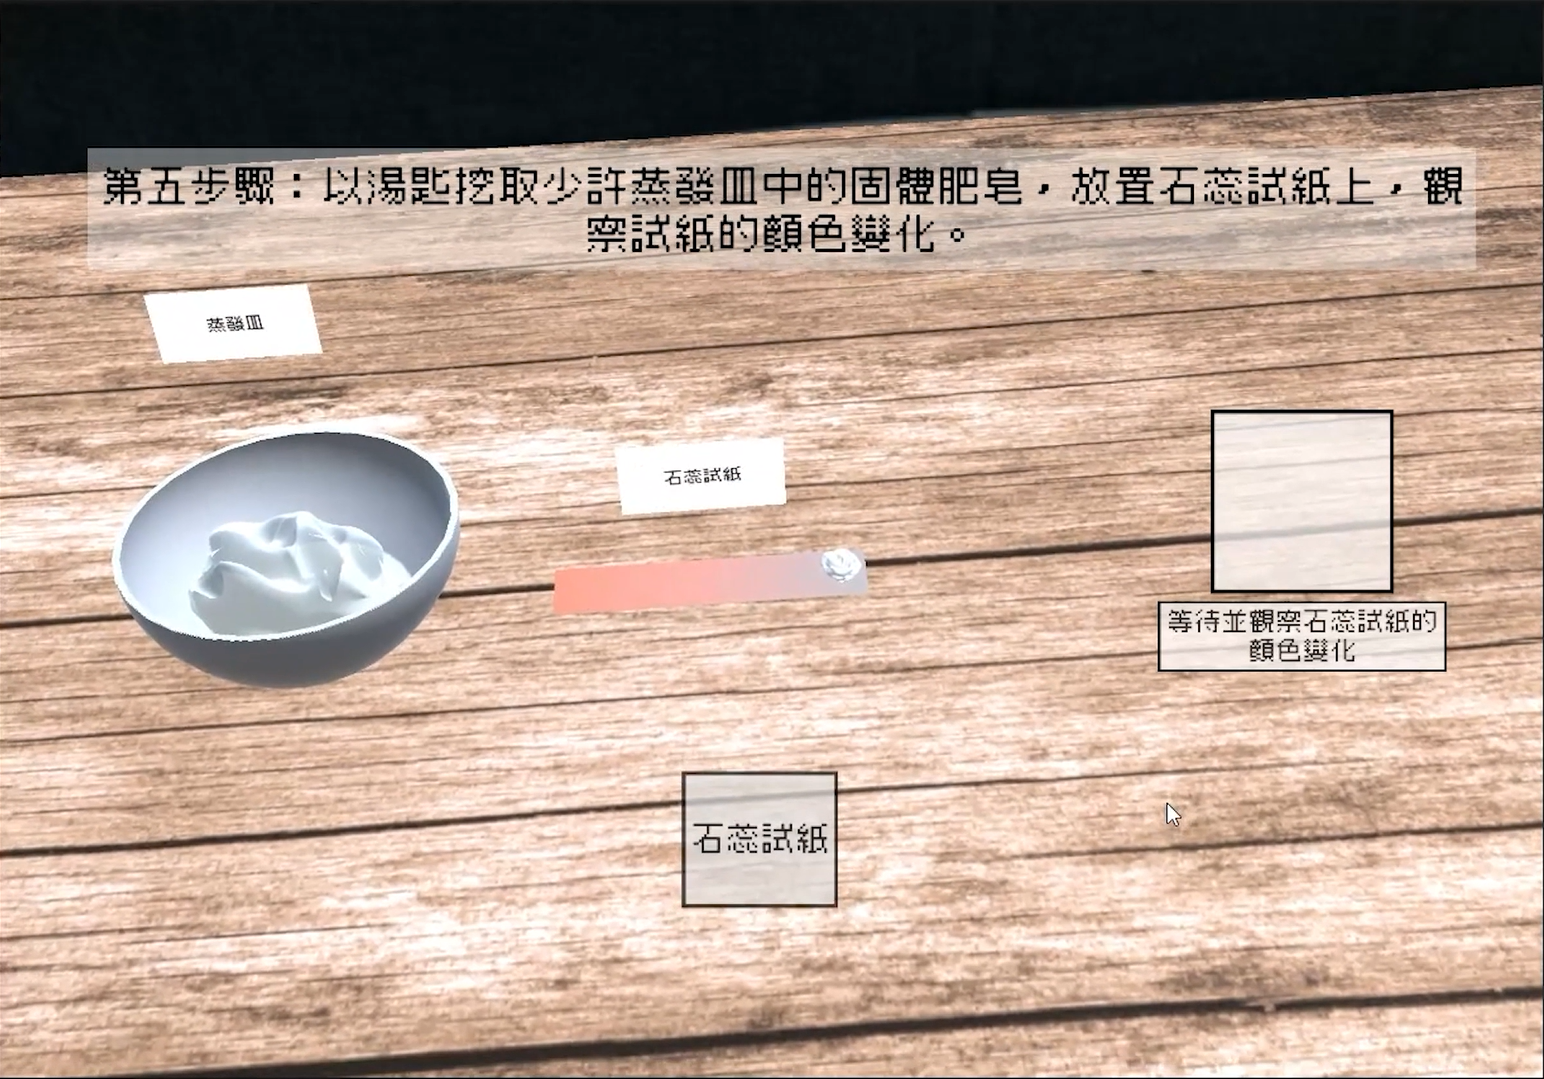 第五步驟：以湯匙挖取少許蒸發皿中的固體肥皂，放置石蕊試紙上，觀
察試紙的顏色變化。
蒸發皿
石蕊試紙
等待並觀察石蕊試紙的
顏色變化
石蕊試紙